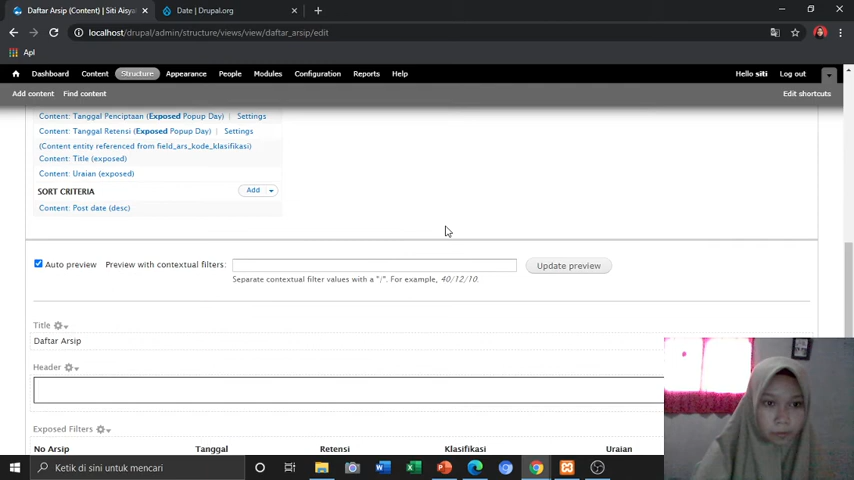 Daftar Arsip (Content) | Siti Aisya
Date | Drupal.org
localhost/drupal/admin/structure/views/view/daftar_arsip/edit
Apl
Dashboard Content Structure Appearance People Modules Configuration Reports Help Hello siti Log out
Add content Find content Edit shortcuts
Content: Tanggal Penciptaan (Exposed Popup Day) | Settings
Content: Tanggal Retensi (Exposed Popup Day) | Settings
(Content entity referenced from field_ars_kode_klasifikasi)
Content: Title (exposed)
Content: Uraian (exposed)
SORT CRITERIA Add
Content: Post date (desc)
Auto preview Preview with contextual filters: Update preview
Separate contextual filter values with a "/". For example, 40/12/10.
Title
Daftar Arsip
Header
Exposed Filters
No Arsip Tanggal Retensi Klasifikasi Uraian
Ketik di sini untuk mencari